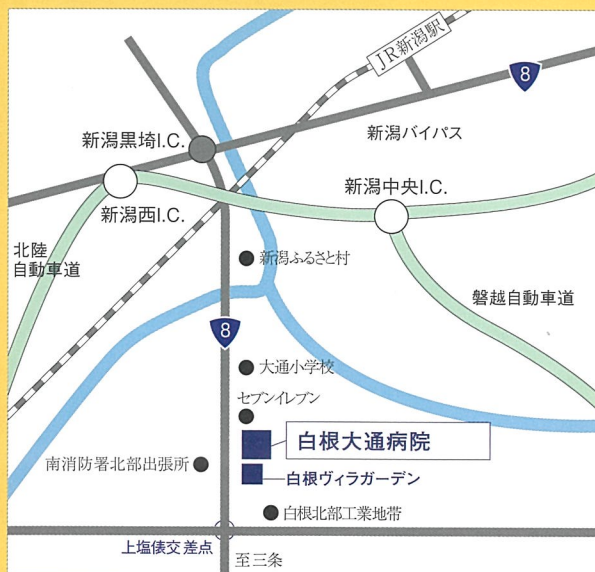 JR新潟駅
8
新潟バイパス
新潟黒埼I.C.
新潟中央I.C.
新潟西I.C.
北陸
自動車道
新潟ふるさと村
磐越自動車道
8
大通小学校
セブンイレブン
白根大通病院
南消防署北部出張所
白根ヴィラガーデン
白根北部工業地帯
上塩俵交差点
至三条